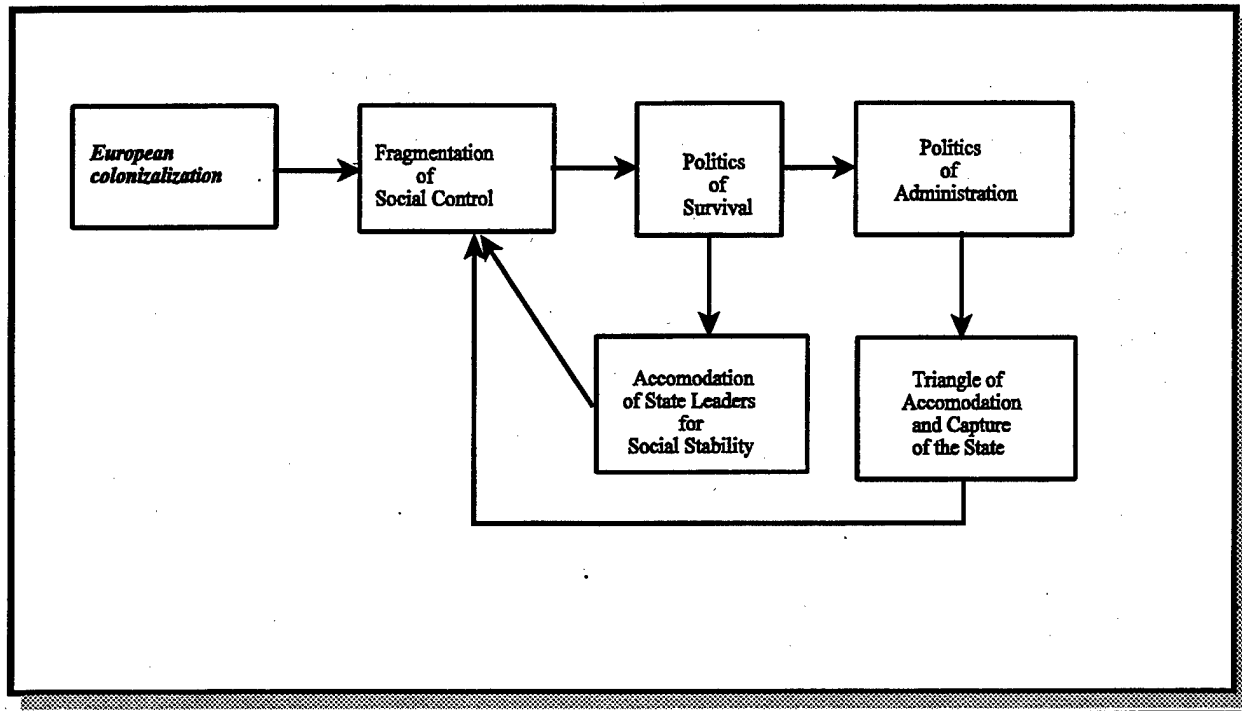 European
colonizalization
Fragmentation
of
Social Control
Politics
of
Survival
Politics
of
Administration
Accomodation
of State Leaders
for
Social Stability
Triangle of
Accomodation
and Capture
of the State